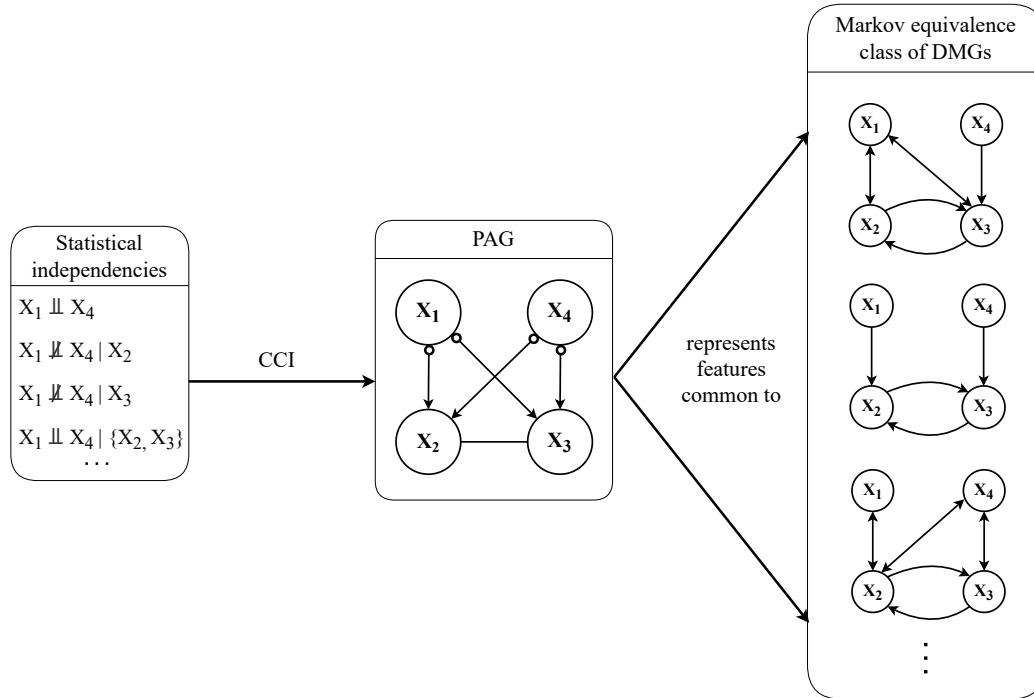 Statistical
independencies
X₁ ⫫ X₄
X₁ ⫫̸ X₄ | X₂
X₁ ⫫̸ X₄ | X₃
X₁ ⫫ X₄ | {X₂, X₃}
...
CCI
PAG
X₁ X₄
X₂ X₃
represents
features
common to
Markov equivalence
class of DMGs
X₁ X₄
X₂ X₃
X₁ X₄
X₂ X₃
X₁ X₄
X₂ X₃
⋮